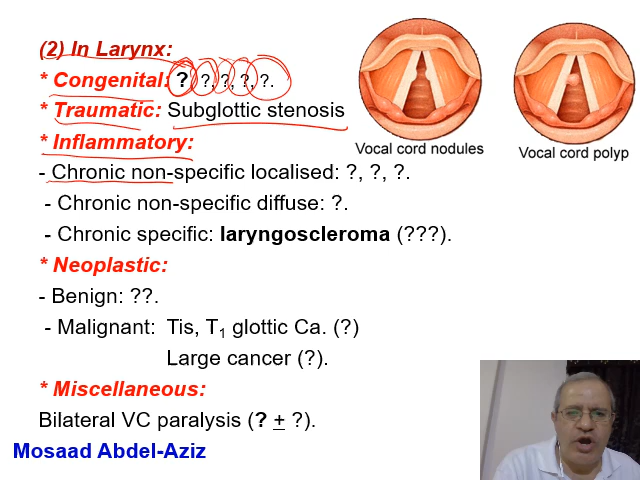 (2) In Larynx:
* Congenital: ?, ?, ?, ?, ?.
* Traumatic: Subglottic stenosis
* Inflammatory:
- Chronic non-specific localised: ?, ?, ?.
- Chronic non-specific diffuse: ?.
- Chronic specific: laryngoscleroma (???).
* Neoplastic:
- Benign: ??.
- Malignant: Tis, T1 glottic Ca. (?)
Large cancer (?).
* Miscellaneous:
Bilateral VC paralysis (? + ?).
Mosaad Abdel-Aziz
Vocal cord nodules
Vocal cord polyp